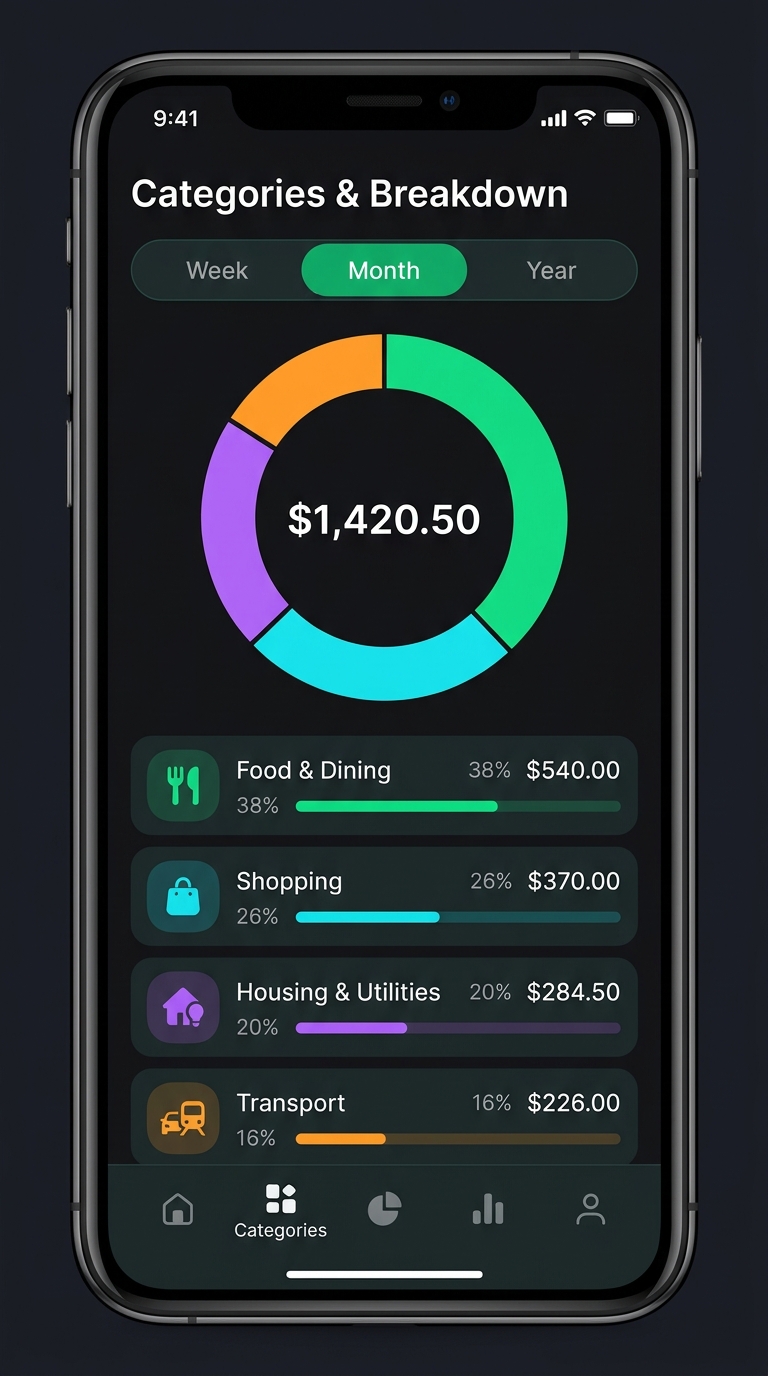 9:41
Categories & Breakdown
Week Month Year
$1,420.50
Food & Dining 38% $540.00
38%
Shopping 26% $370.00
26%
Housing & Utilities 20% $284.50
20%
Transport 16% $226.00
16%
Categories